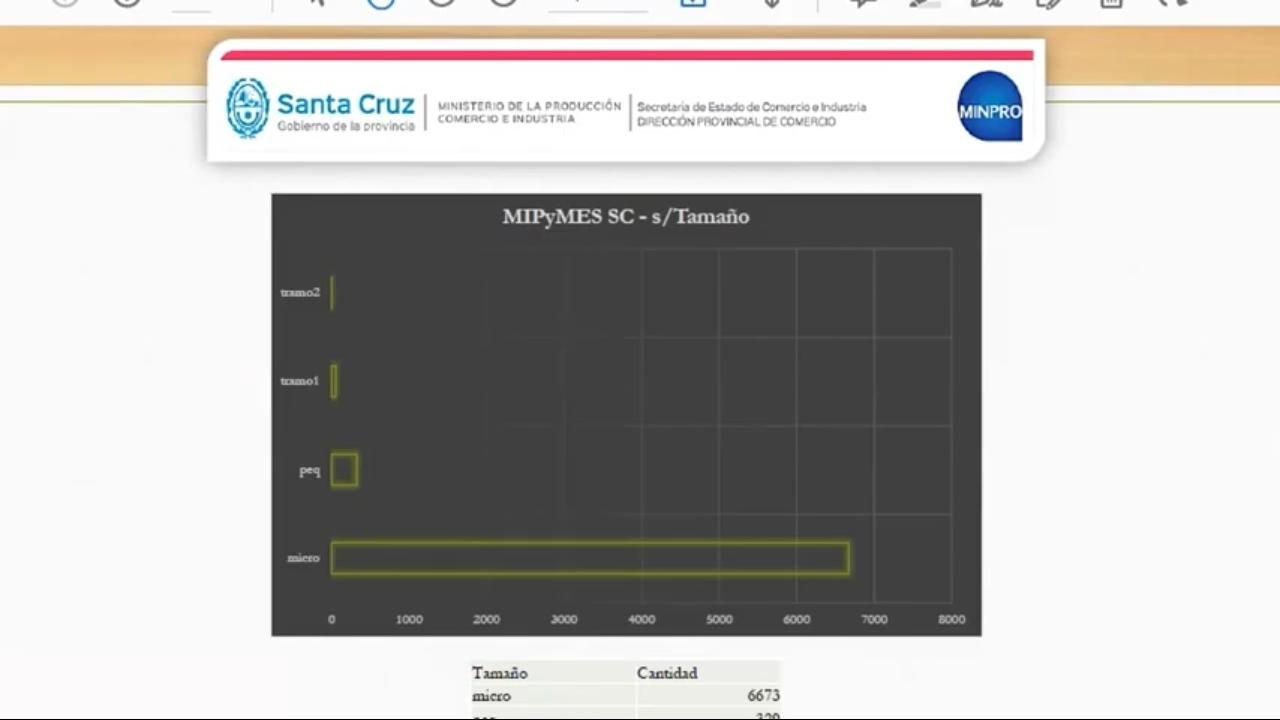 Santa Cruz
Gobierno de la provincia
MINISTERIO DE LA PRODUCCIÓN
COMERCIO E INDUSTRIA
Secretaría de Estado de Comercio e Industria
DIRECCIÓN PROVINCIAL DE COMERCIO
MINPRO
MIPyMES SC - s/Tamaño
tramo2
tramo1
peq
micro
0 1000 2000 3000 4000 5000 6000 7000 8000
Tamaño Cantidad
micro 6673